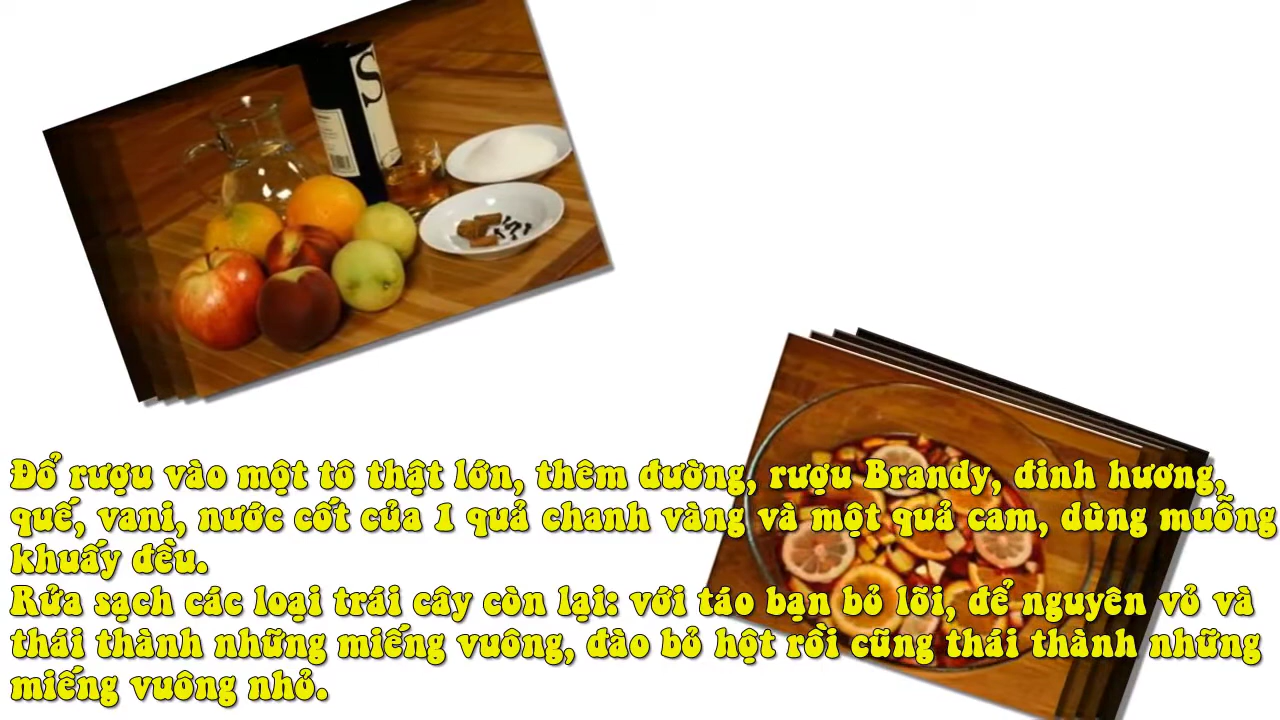 S
Đổ rượu vào một tô thật lớn, thêm đường, rượu Brandy, đinh hương,
quế, vani, nước cốt của 1 quả chanh vàng và một quả cam, dùng muỗng
khuấy đều.
Rửa sạch các loại trái cây còn lại: với táo bạn bỏ lõi, để nguyên vỏ và
thái thành những miếng vuông, đào bỏ hột rồi cũng thái thành những
miếng vuông nhỏ.